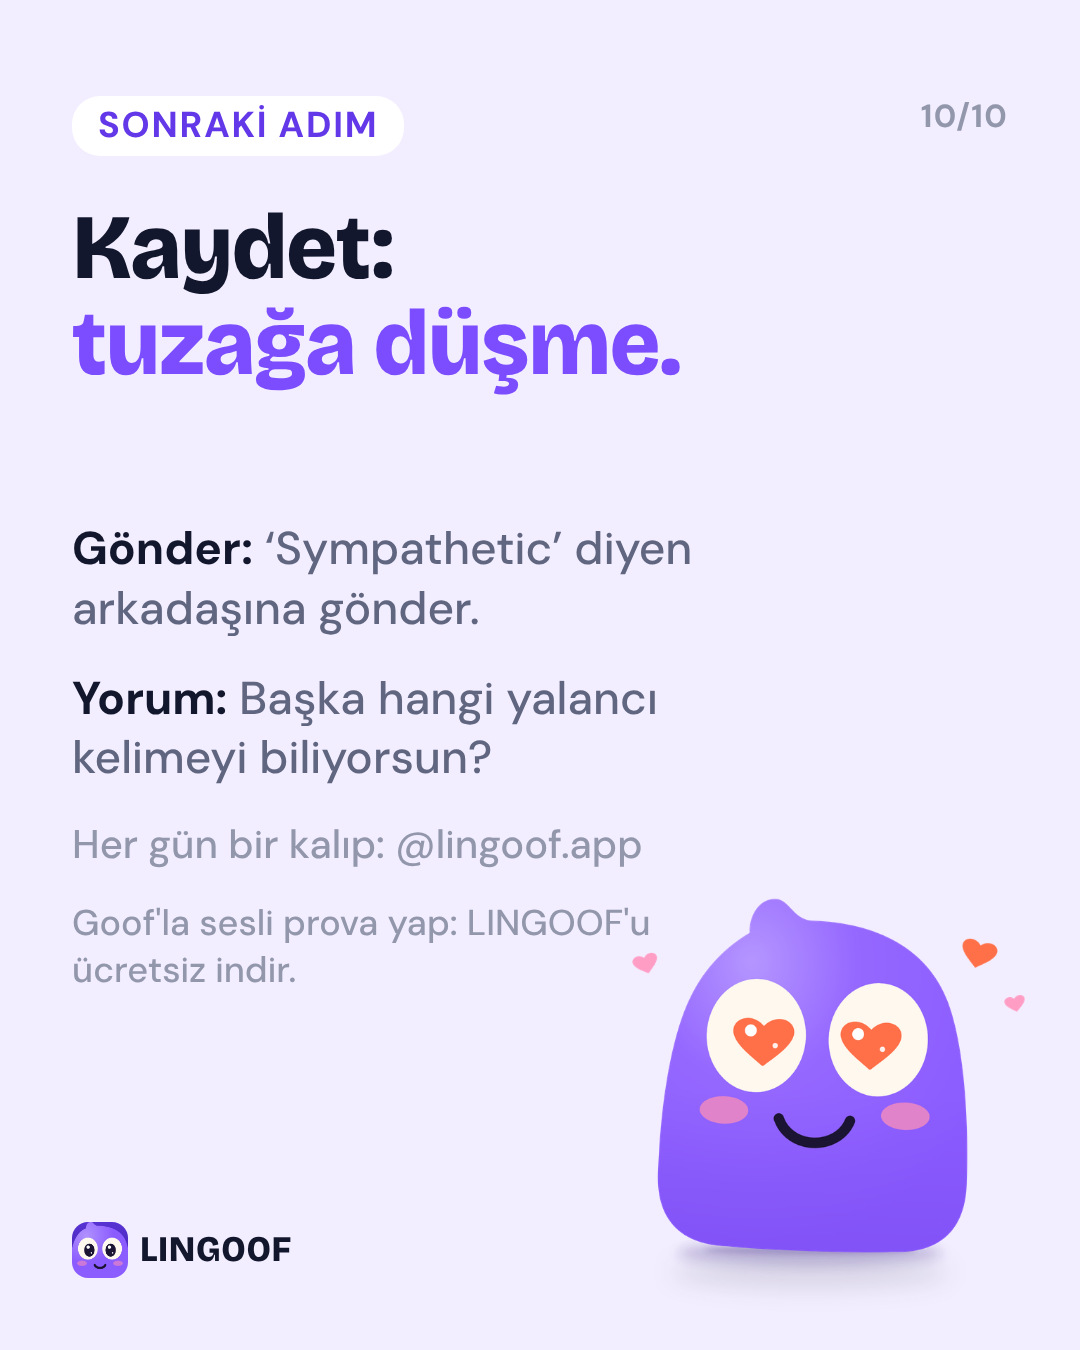 SONRAKİ ADIM
10/10
Kaydet:
tuzağa düşme.
Gönder: ‘Sympathetic’ diyen
arkadaşına gönder.
Yorum: Başka hangi yalancı
kelimeyi biliyorsun?
Her gün bir kalıp: @lingoof.app
Goof'la sesli prova yap: LINGOOF'u
ücretsiz indir.
LINGOOF